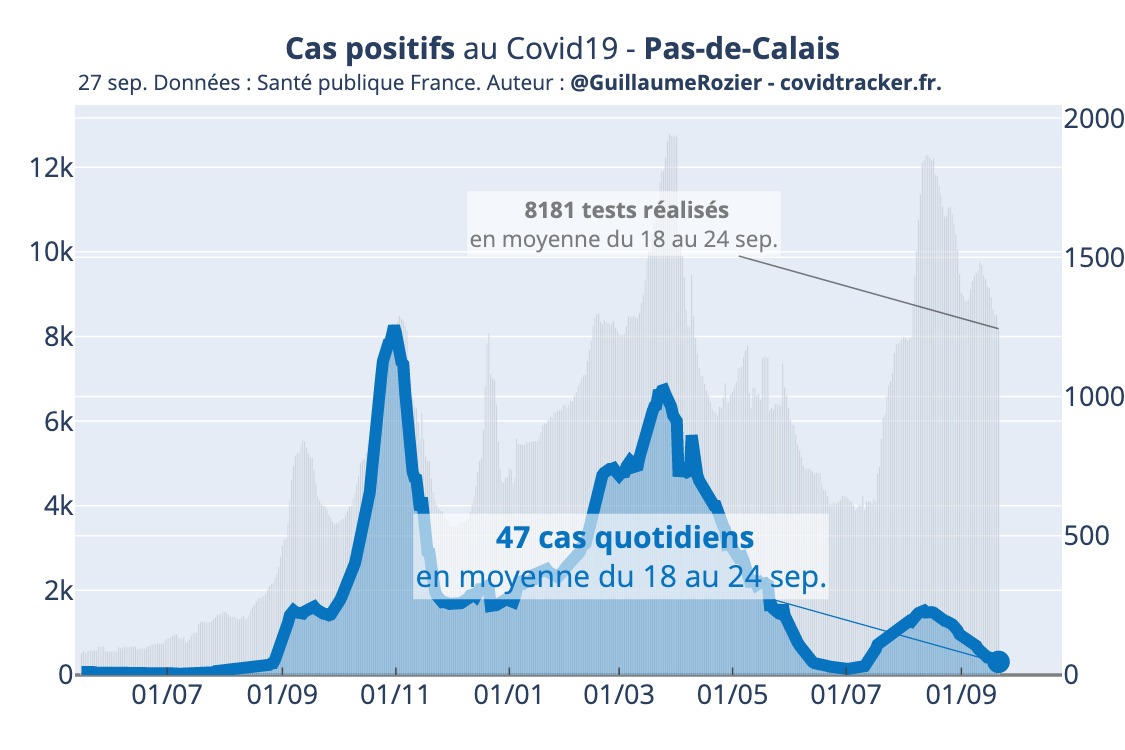 Cas positifs au Covid19 - Pas-de-Calais
27 sep. Données : Santé publique France. Auteur : @GuillaumeRozier - covidtracker.fr.
2000
12k
8181 tests réalisés
en moyenne du 18 au 24 sep.
10k
1500
8k
1000
6k
4k
500
47 cas quotidiens
en moyenne du 18 au 24 sep.
2k
0
0
01/07 01/09 01/11 01/01 01/03 01/05 01/07 01/09